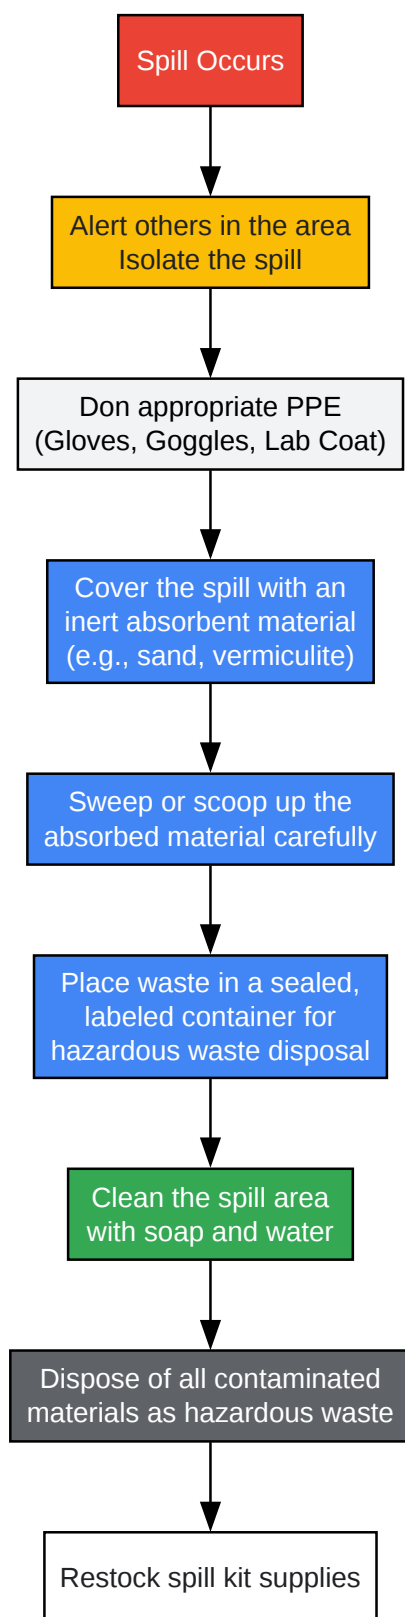 Spill Occurs
Alert others in the area
Isolate the spill
Don appropriate PPE
(Gloves, Goggles, Lab Coat)
Cover the spill with an
inert absorbent material
(e.g., sand, vermiculite)
Sweep or scoop up the
absorbed material carefully
Place waste in a sealed,
labeled container for
hazardous waste disposal
Clean the spill area
with soap and water
Dispose of all contaminated
materials as hazardous waste
Restock spill kit supplies